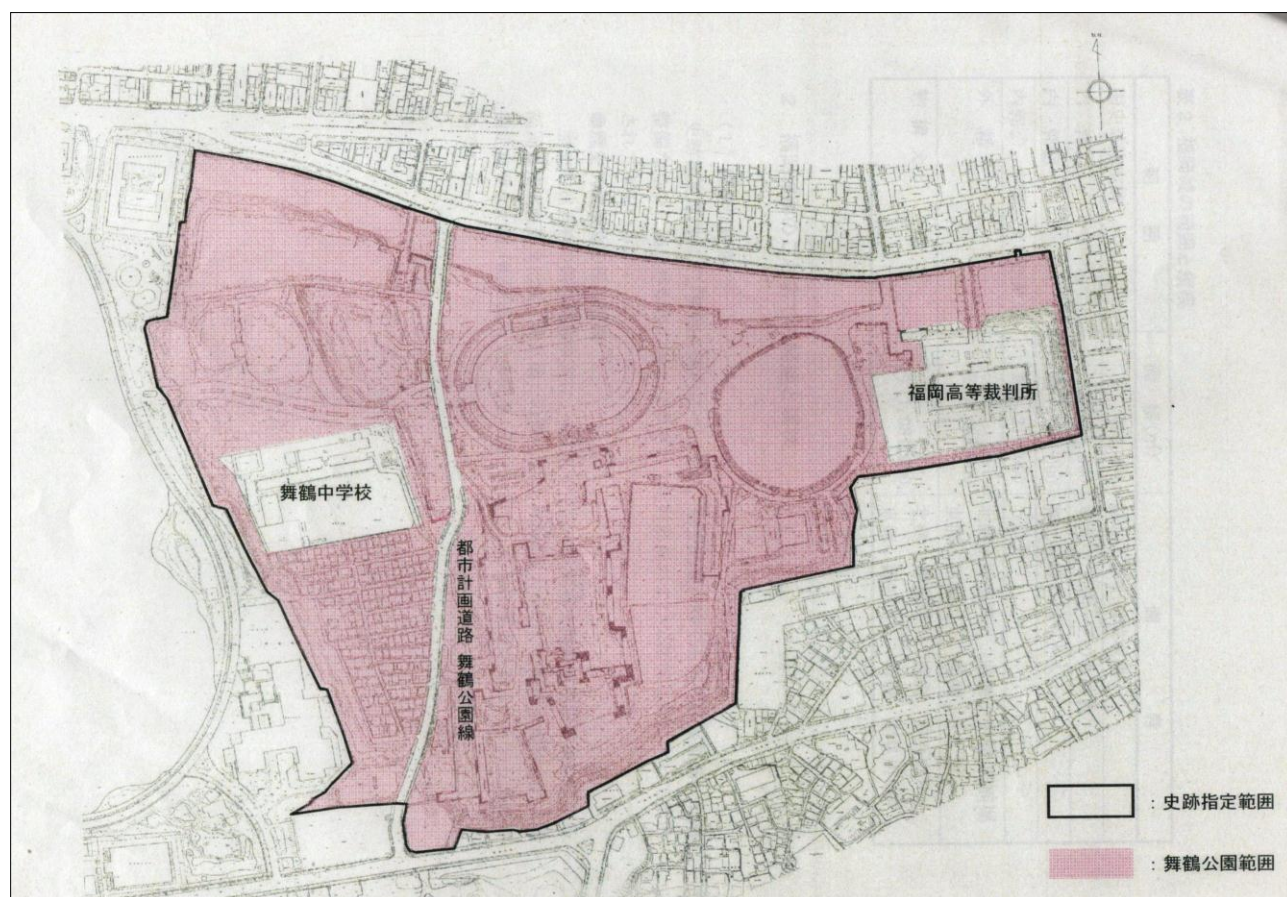 福岡高等裁判所
舞鶴中学校
都市計画道路 舞鶴公園線
：史跡指定範囲
：舞鶴公園範囲